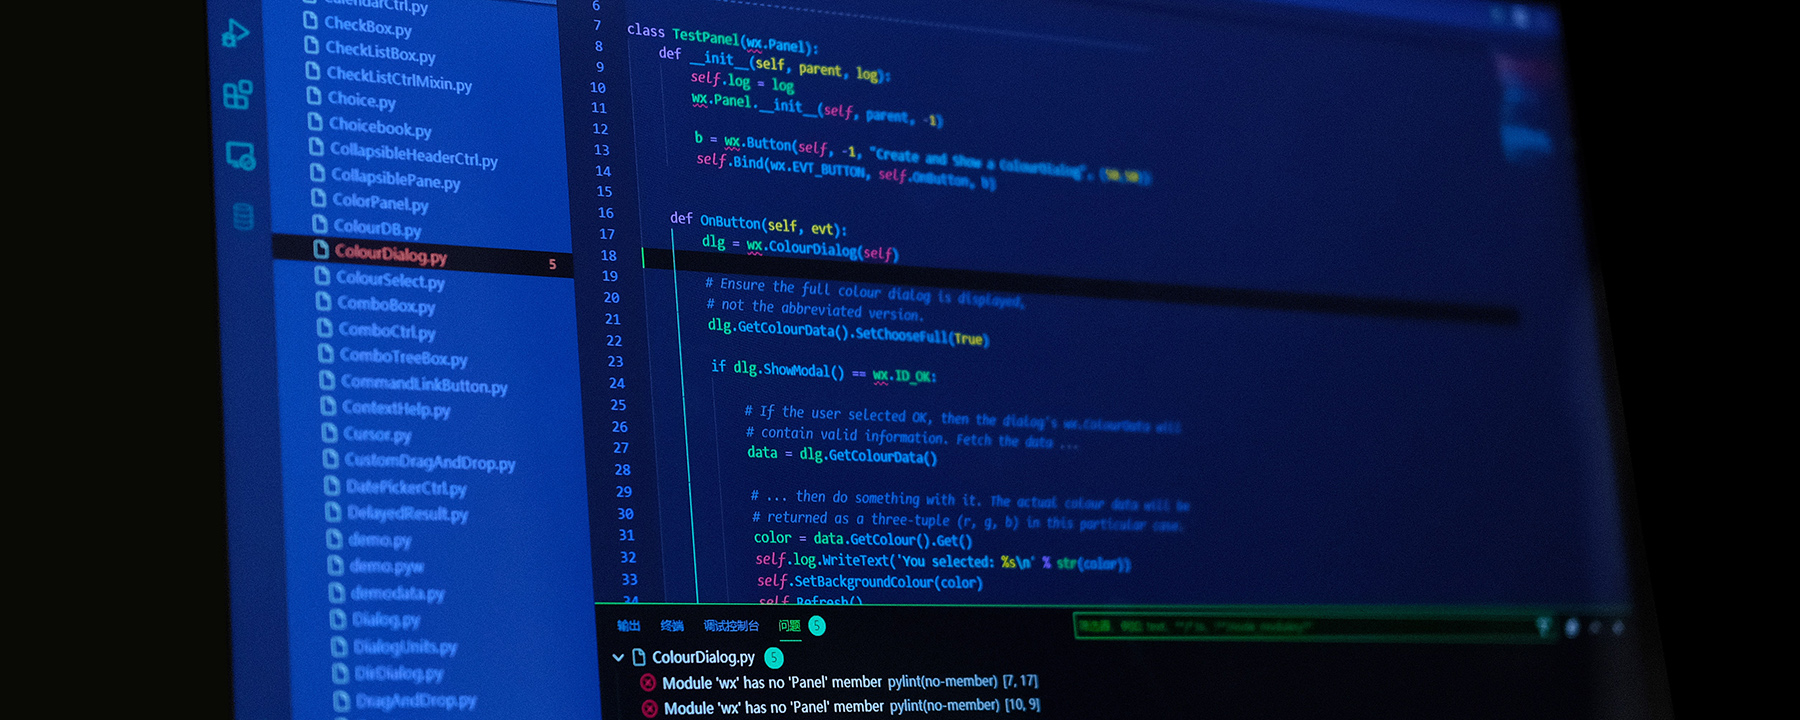 CalendarCtrl.py
CheckBox.py
CheckListBox.py
CheckListCtrlMixin.py
Choice.py
Choicebook.py
CollapsibleHeaderCtrl.py
CollapsiblePane.py
ColorPanel.py
ColourDB.py
ColourDialog.py 5
ColourSelect.py
ComboBox.py
ComboCtrl.py
ComboTreeBox.py
CommandLinkButton.py
ContextHelp.py
Cursor.py
CustomDragAndDrop.py
DatePickerCtrl.py
DelayedResult.py
demo.py
demo.pyw
demodata.py
Dialog.py
DialogUnits.py
DirDialog.py
DragAndDrop.py
6
7 class TestPanel(wx.Panel):
8 def __init__(self, parent, log):
9 self.log = log
10 wx.Panel.__init__(self, parent, -1)
11
12 b = wx.Button(self, -1, "Create and Show a ColourDialog", (50,50))
13 self.Bind(wx.EVT_BUTTON, self.OnButton, b)
14
15
16 def OnButton(self, evt):
17 dlg = wx.ColourDialog(self)
18
19 # Ensure the full colour dialog is displayed,
20 # not the abbreviated version.
21 dlg.GetColourData().SetChooseFull(True)
22
23 if dlg.ShowModal() == wx.ID_OK:
24
25 # If the user selected OK, then the dialog's wx.ColourData will
26 # contain valid information. Fetch the data ...
27 data = dlg.GetColourData()
28
29 # ... then do something with it. The actual colour data will be
30 # returned as a three-tuple (r, g, b) in this particular case.
31 color = data.GetColour().Get()
32 self.log.WriteText('You selected: %s\n' % str(color))
33 self.SetBackgroundColour(color)
34 self.Refresh()
输出 终端 调试控制台 问题 5
ColourDialog.py 5
Module 'wx' has no 'Panel' member pylint(no-member) [7, 17]
Module 'wx' has no 'Panel' member pylint(no-member) [10, 9]